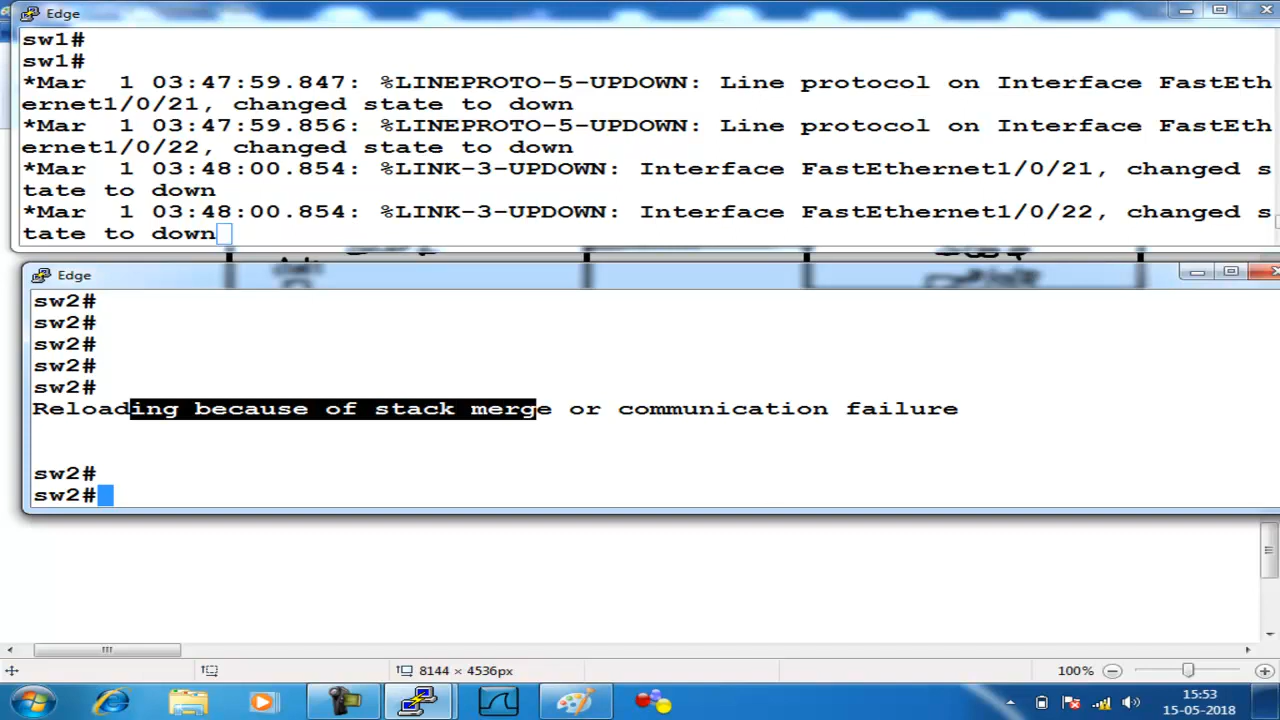 Edge
sw1#
sw1#
*Mar  1 03:47:59.847: %LINEPROTO-5-UPDOWN: Line protocol on Interface FastEth
ernet1/0/21, changed state to down
*Mar  1 03:47:59.856: %LINEPROTO-5-UPDOWN: Line protocol on Interface FastEth
ernet1/0/22, changed state to down
*Mar  1 03:48:00.854: %LINK-3-UPDOWN: Interface FastEthernet1/0/21, changed s
tate to down
*Mar  1 03:48:00.854: %LINK-3-UPDOWN: Interface FastEthernet1/0/22, changed s
tate to down
Edge
sw2#
sw2#
sw2#
sw2#
sw2#
Reloading because of stack merge or communication failure
sw2#
sw2#
8144 × 4536px
100%
15:53
15-05-2018